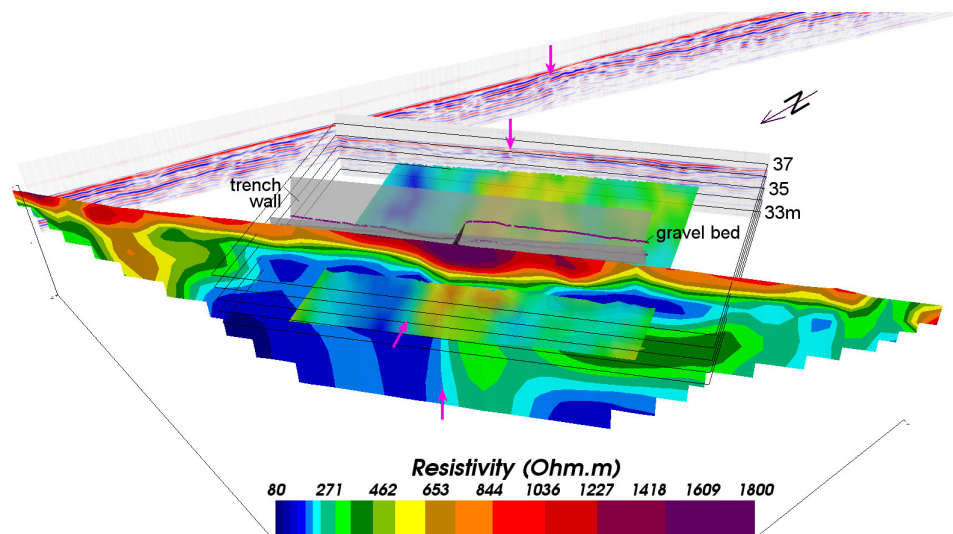 N
37
35
33m
trench
wall
gravel bed
Resistivity (Ohm.m)
80 271 462 653 844 1036 1227 1418 1609 1800